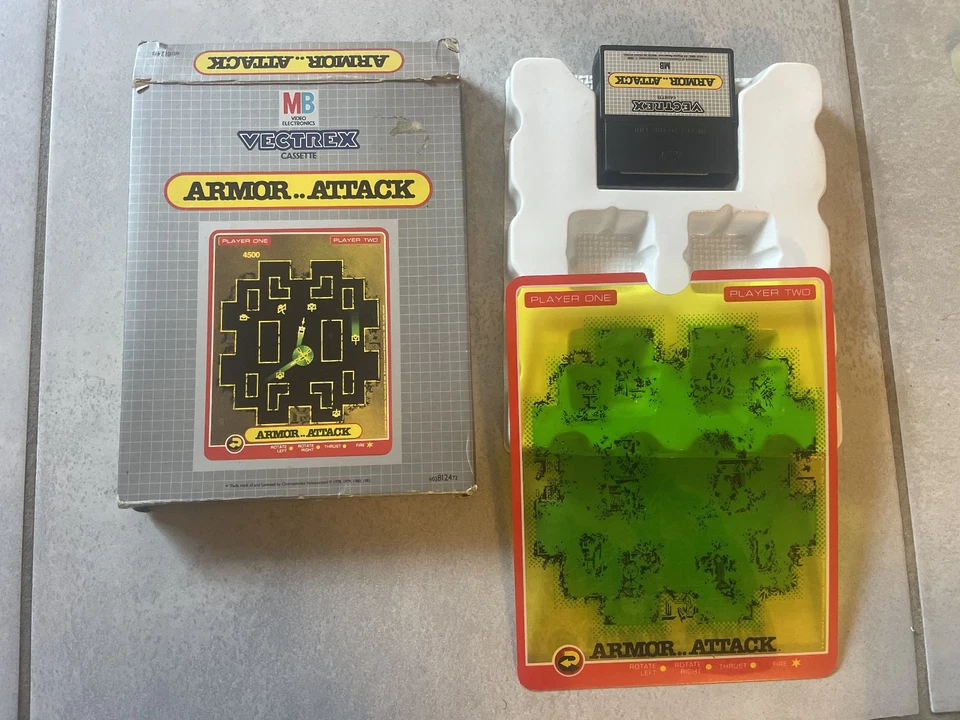 ARMOR..ATTACK
MB
VIDEO
ELECTRONICS
VECTREX
CASSETTE
ARMOR..ATTACK
PLAYER ONE
PLAYER TWO
4500
ARMOR..ATTACK
ROTATE LEFT
ROTATE RIGHT
THRUST
FIRE
VECTREX
CASSETTE
ARMOR..ATTACK
MB
PLAYER ONE
PLAYER TWO
ARMOR..ATTACK
ROTATE LEFT
ROTATE RIGHT
THRUST
FIRE